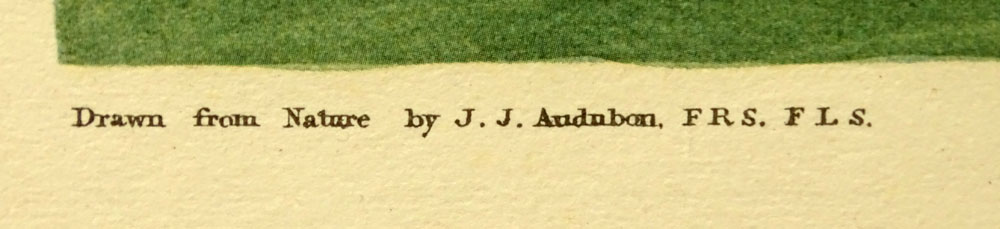 Drawn from Nature by J. J. Audubon, F R S. F L S.